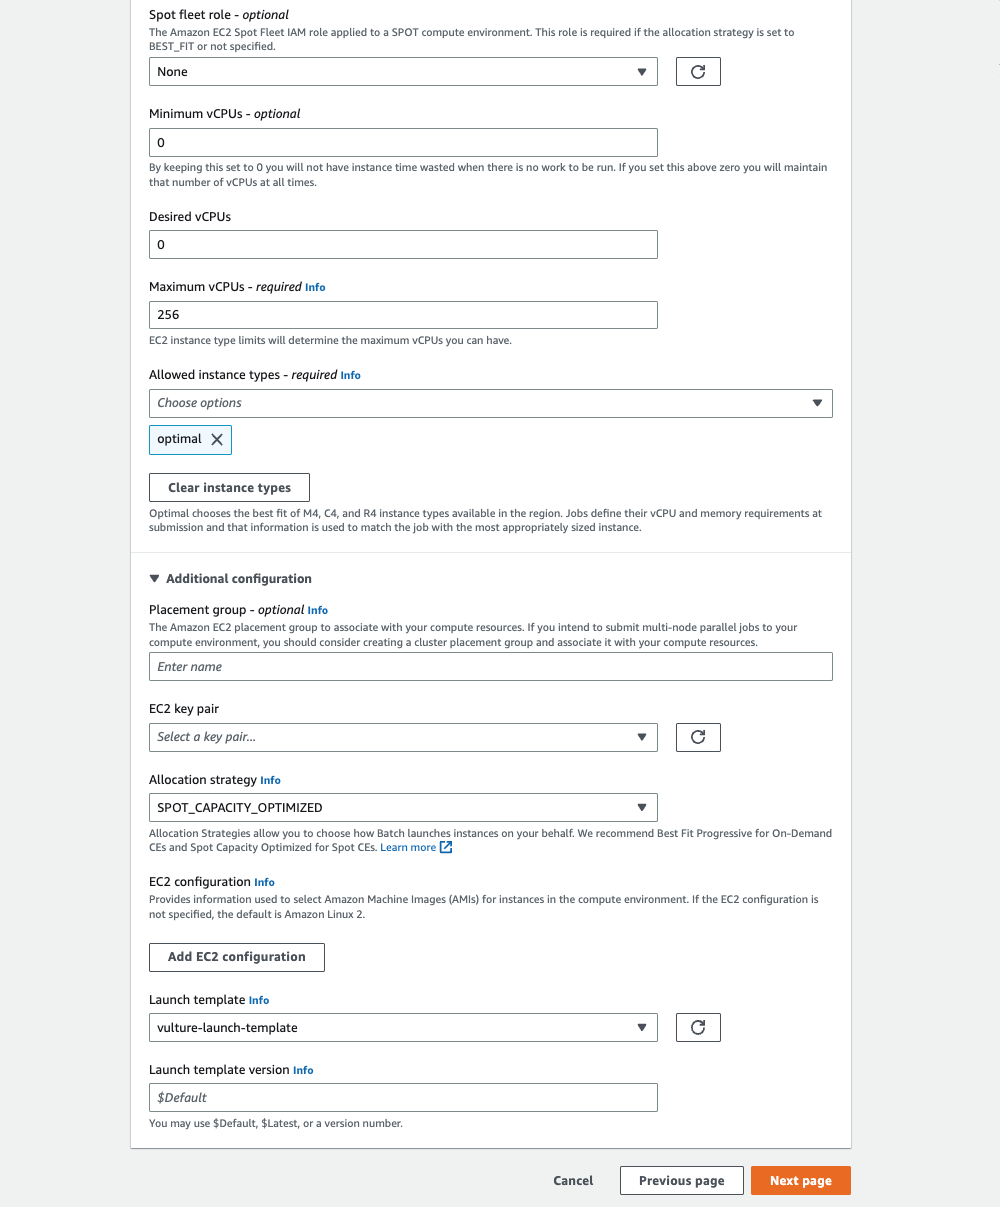 Spot fleet role - optional
The Amazon EC2 Spot Fleet IAM role applied to a SPOT compute environment. This role is required if the allocation strategy is set to
BEST_FIT or not specified.
None
Minimum vCPUs - optional
0
By keeping this set to 0 you will not have instance time wasted when there is no work to be run. If you set this above zero you will maintain
that number of vCPUs at all times.
Desired vCPUs
0
Maximum vCPUs - required Info
256
EC2 instance type limits will determine the maximum vCPUs you can have.
Allowed instance types - required Info
Choose options
optimal
Clear instance types
Optimal chooses the best fit of M4, C4, and R4 instance types available in the region. Jobs define their vCPU and memory requirements at
submission and that information is used to match the job with the most appropriately sized instance.
Additional configuration
Placement group - optional Info
The Amazon EC2 placement group to associate with your compute resources. If you intend to submit multi-node parallel jobs to your
compute environment, you should consider creating a cluster placement group and associate it with your compute resources.
Enter name
EC2 key pair
Select a key pair...
Allocation strategy Info
SPOT_CAPACITY_OPTIMIZED
Allocation Strategies allow you to choose how Batch launches instances on your behalf. We recommend Best Fit Progressive for On-Demand
CEs and Spot Capacity Optimized for Spot CEs. Learn more
EC2 configuration Info
Provides information used to select Amazon Machine Images (AMIs) for instances in the compute environment. If the EC2 configuration is
not specified, the default is Amazon Linux 2.
Add EC2 configuration
Launch template Info
vulture-launch-template
Launch template version Info
$Default
You may use $Default, $Latest, or a version number.
Cancel
Previous page
Next page